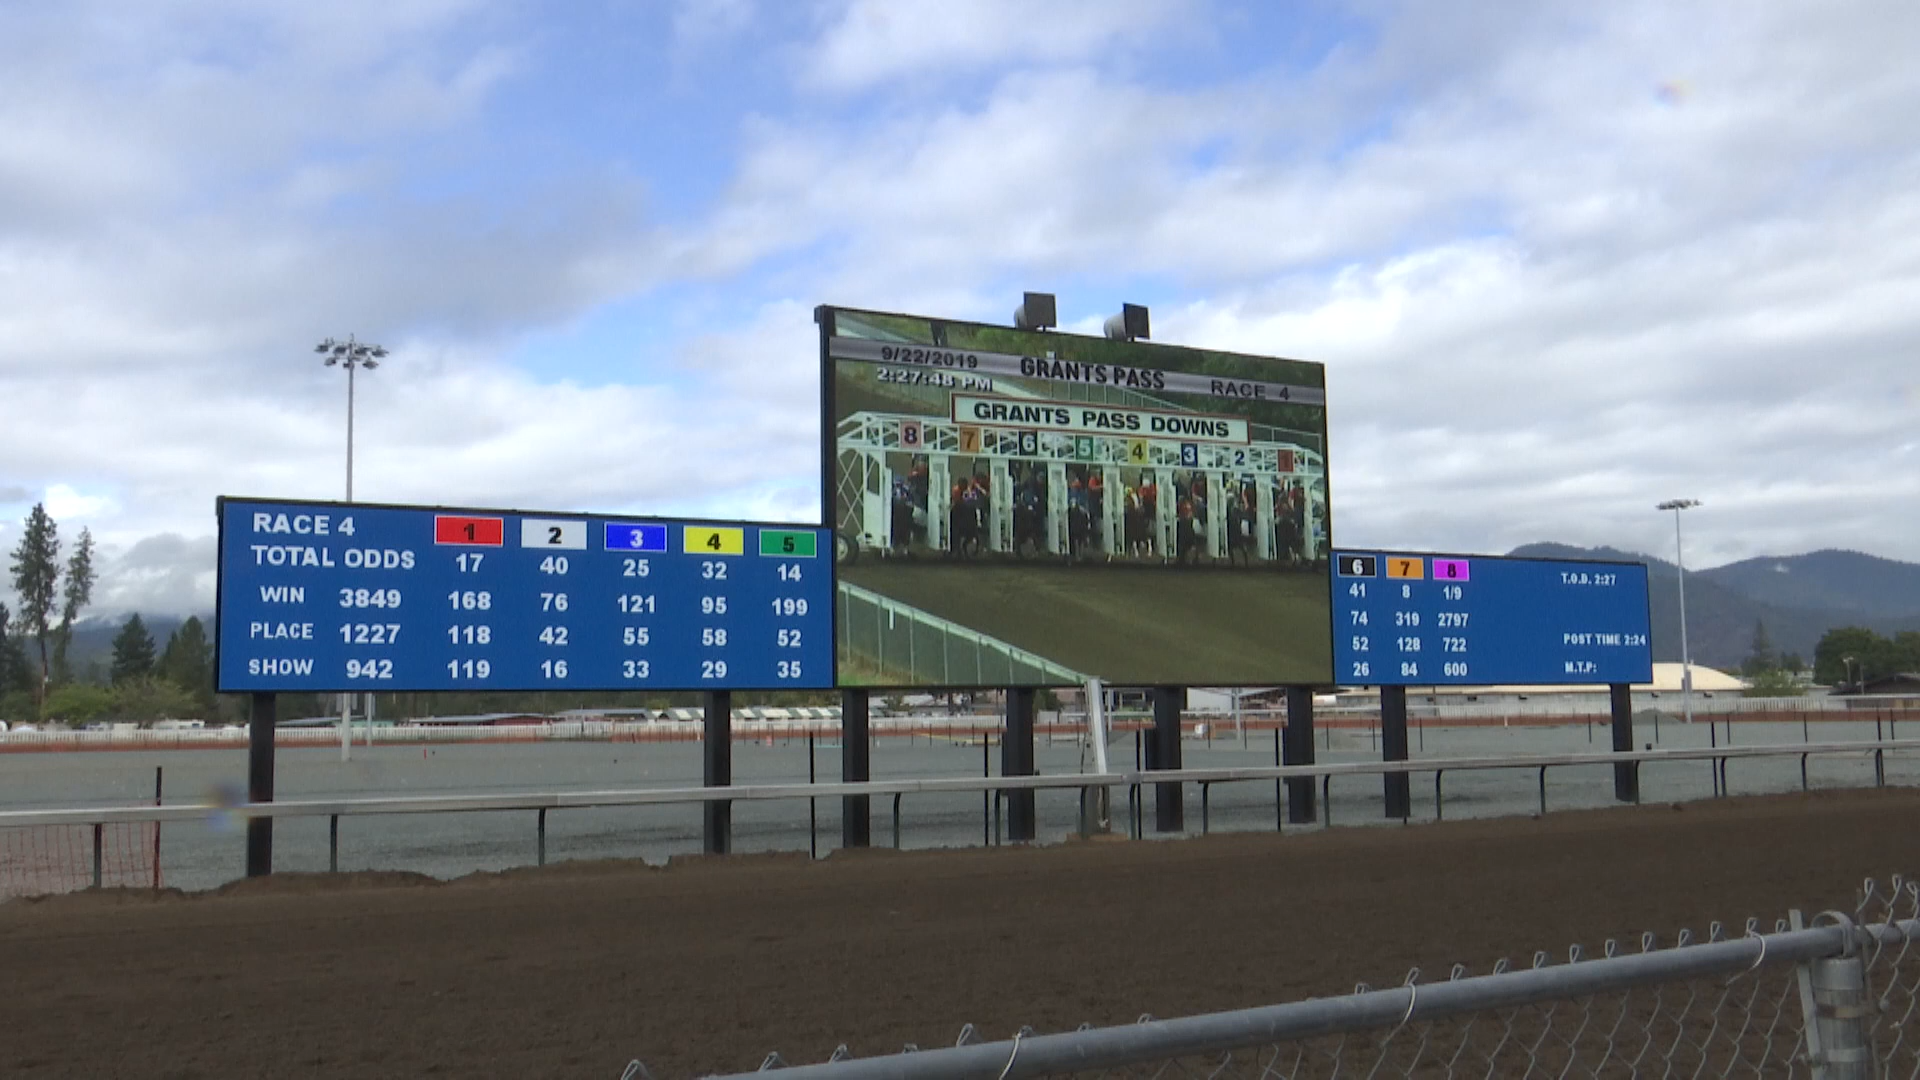 RACE 4 1 2 3 4 5
TOTAL ODDS 17 40 25 32 14
WIN 3849 168 76 121 95 199
PLACE 1227 118 42 55 58 52
SHOW 942 119 16 33 29 35
9/22/2019 GRANTS PASS RACE 4
2:27:48 PM
GRANTS PASS DOWNS
8 7 6 5 4 3 2 1
6 7 8 T.O.D. 2:27
41 8 1/9
74 319 2797
52 128 722 POST TIME 2:24
26 84 600 M.T.P: